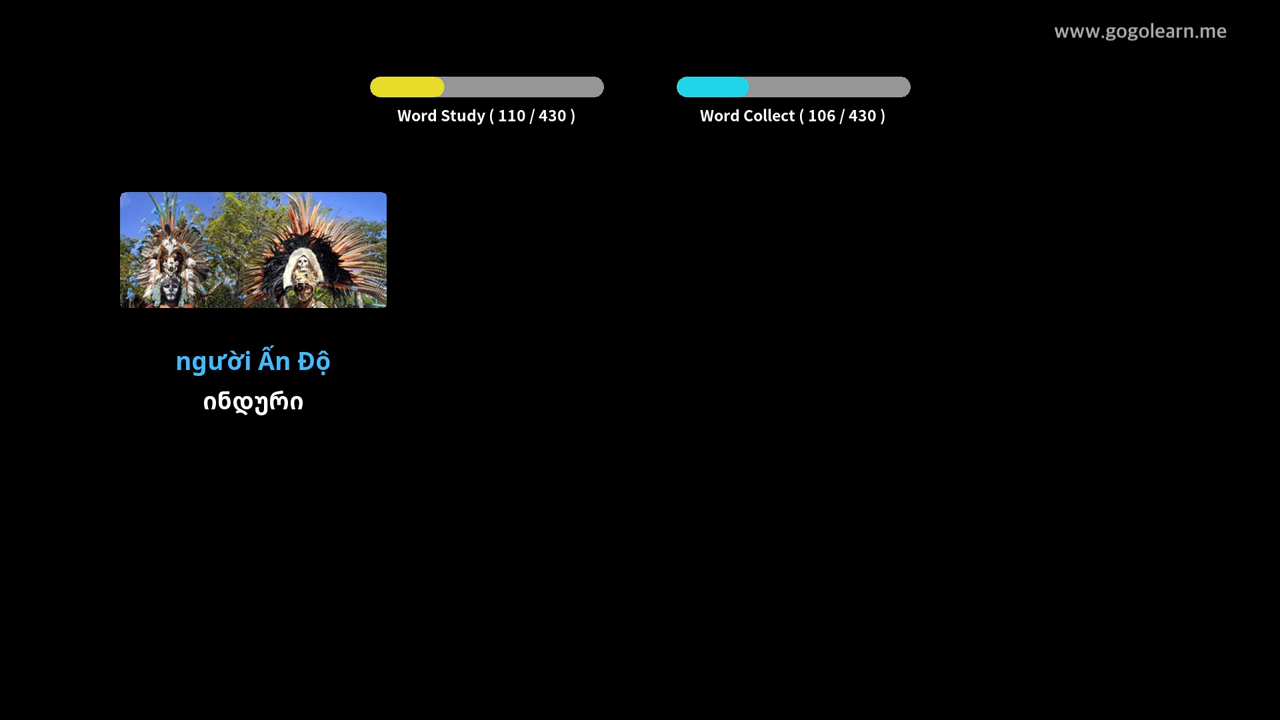 www.gogolearn.me
Word Study ( 110 / 430 )
Word Collect ( 106 / 430 )
người Ấn Độ
ინდური